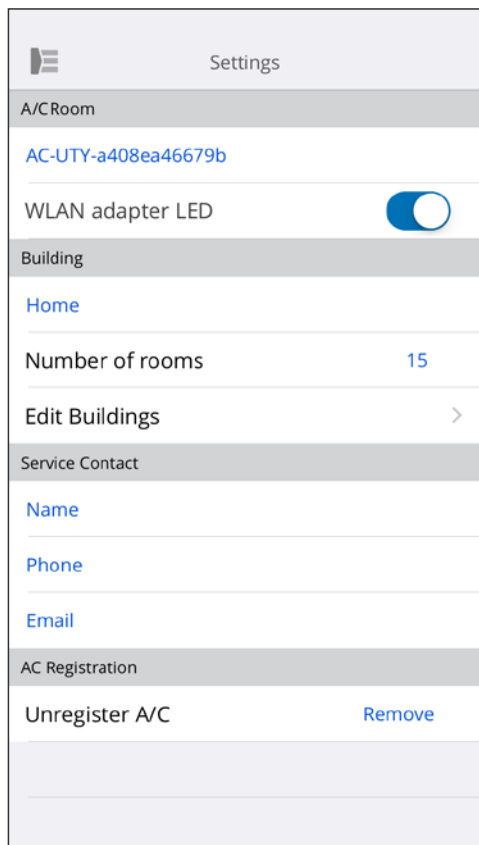 Settings
A/C Room
AC-UTY-a408ea46679b
WLAN adapter LED
Building
Home
Number of rooms 15
Edit Buildings
Service Contact
Name
Phone
Email
AC Registration
Unregister A/C Remove